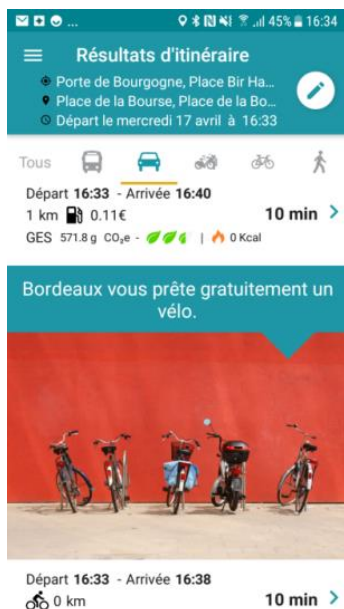 ... 45% 16:34
Résultats d'itinéraire
Porte de Bourgogne, Place Bir Ha...
Place de la Bourse, Place de la Bo...
Départ le mercredi 17 avril à 16:33
Tous
Départ 16:33 - Arrivée 16:40
1 km 0.11€ 10 min >
GES 571.8 g CO₂e - | 0 Kcal
Bordeaux vous prête gratuitement un
vélo.
Départ 16:33 - Arrivée 16:38
0 km 10 min >